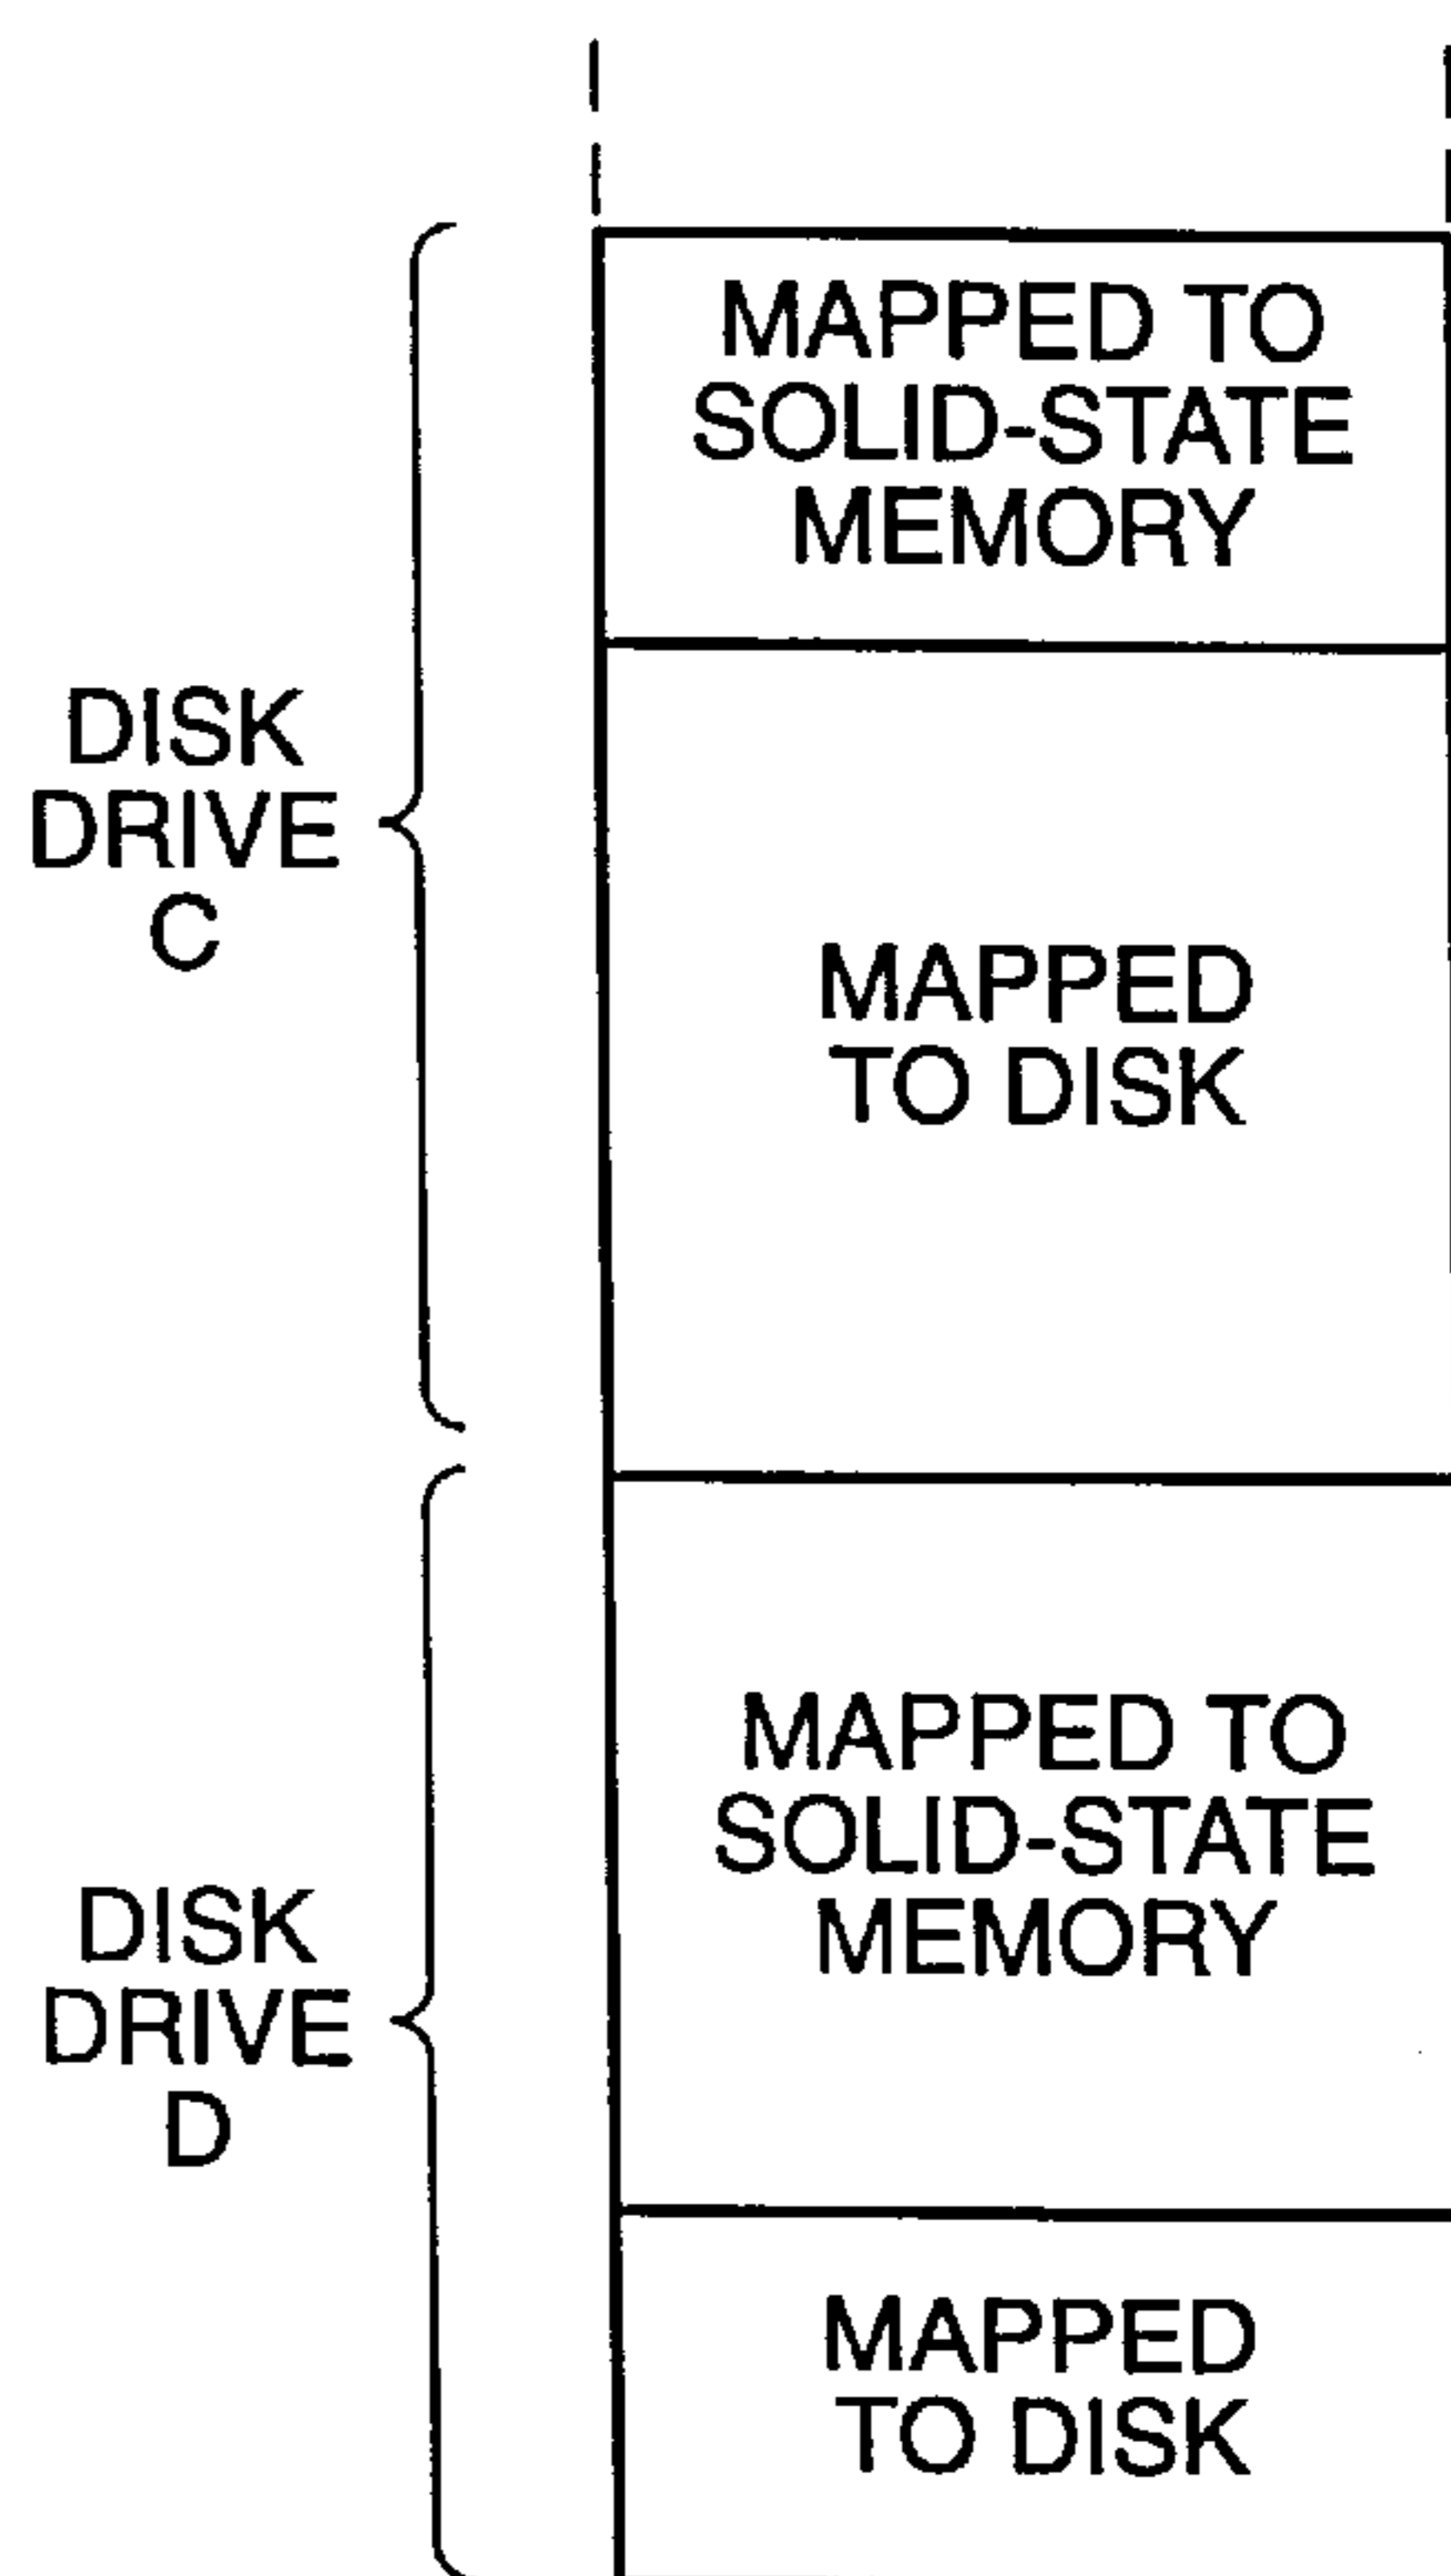 MAPPED TO
SOLID-STATE
MEMORY
DISK
DRIVE
C
MAPPED
TO DISK
MAPPED TO
SOLID-STATE
MEMORY
DISK
DRIVE
D
MAPPED
TO DISK